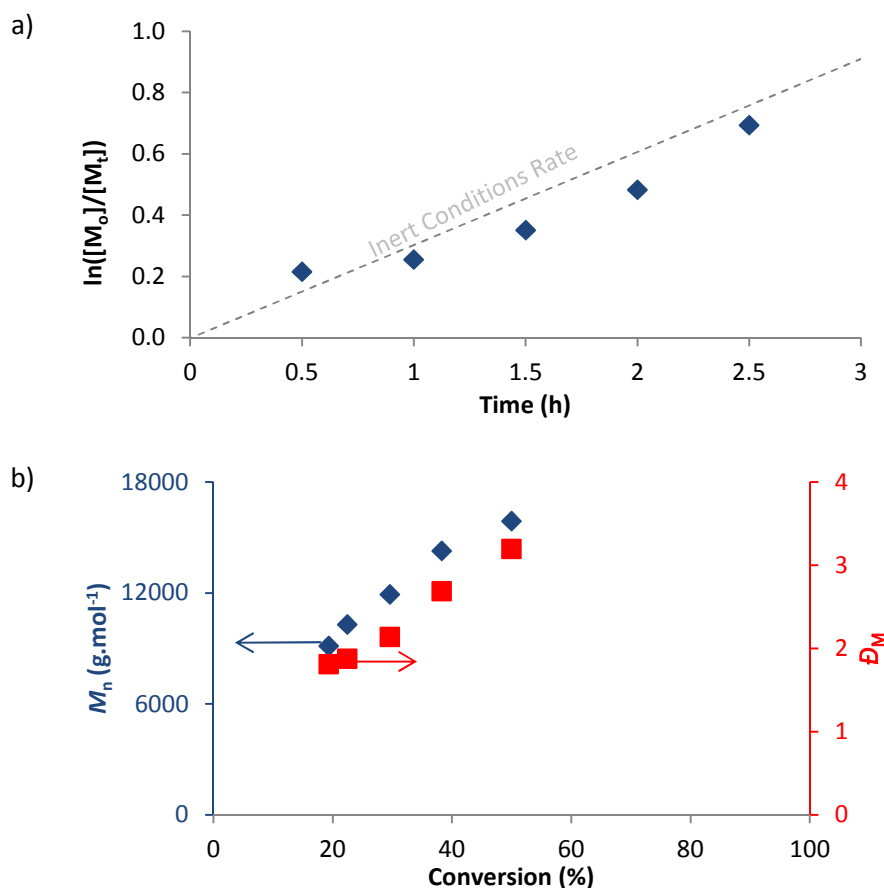 a)
1.0
0.8
0.6
0.4
0.2
0.0
ln([M₀]/[Mₜ])
Inert Conditions Rate
0 0.5 1 1.5 2 2.5 3
Time (h)
b)
18000
12000
6000
0
Mₙ (g.mol⁻¹)
4
3
2
1
0
Đ_M
0 20 40 60 80 100
Conversion (%)